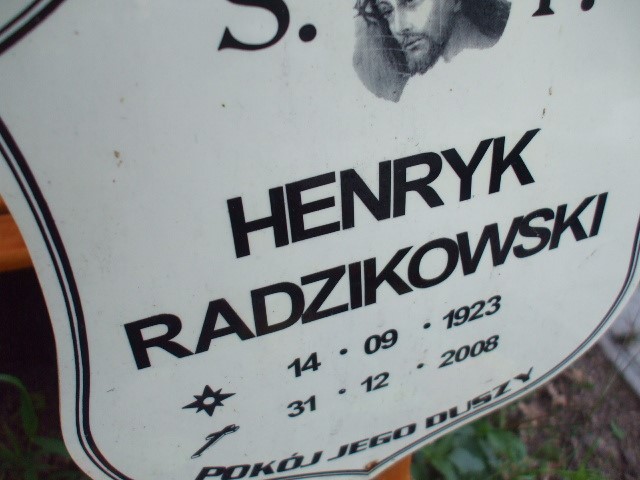 Ś. P.
HENRYK
RADZIKOWSKI
14 · 09 · 1923
31 · 12 · 2008
POKÓJ JEGO DUSZY